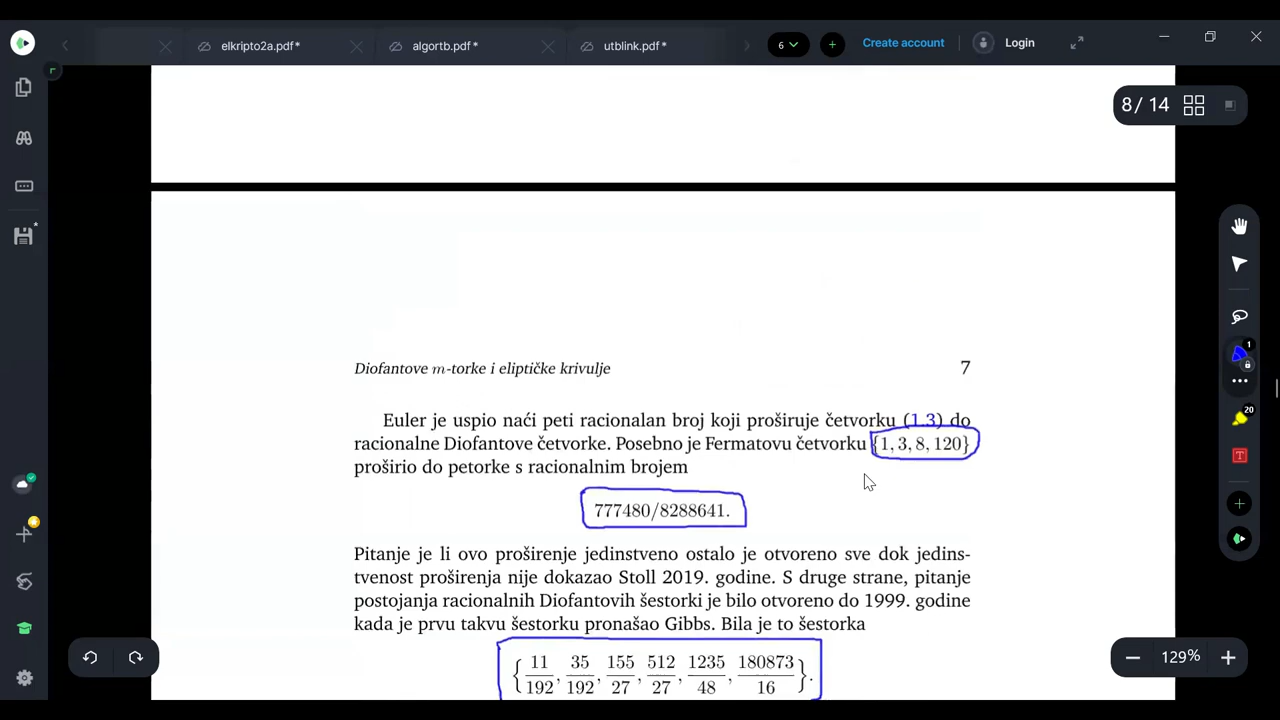 elkripto2a.pdf* algortb.pdf* utblink.pdf* 6 Create account Login
8 / 14
Diofantove m-torke i eliptičke krivulje 7
Euler je uspio naći peti racionalan broj koji proširuje četvorku (1.3) do
racionalne Diofantove četvorke. Posebno je Fermatovu četvorku {1, 3, 8, 120}
proširio do petorke s racionalnim brojem
777480/8288641.
Pitanje je li ovo proširenje jedinstveno ostalo je otvoreno sve dok jedins-
tvenost proširenja nije dokazao Stoll 2019. godine. S druge strane, pitanje
postojanja racionalnih Diofantovih šestorki je bilo otvoreno do 1999. godine
kada je prvu takvu šestorku pronašao Gibbs. Bila je to šestorka
{11/192, 35/192, 155/27, 512/27, 1235/48, 180873/16}.
1
20
T
129%